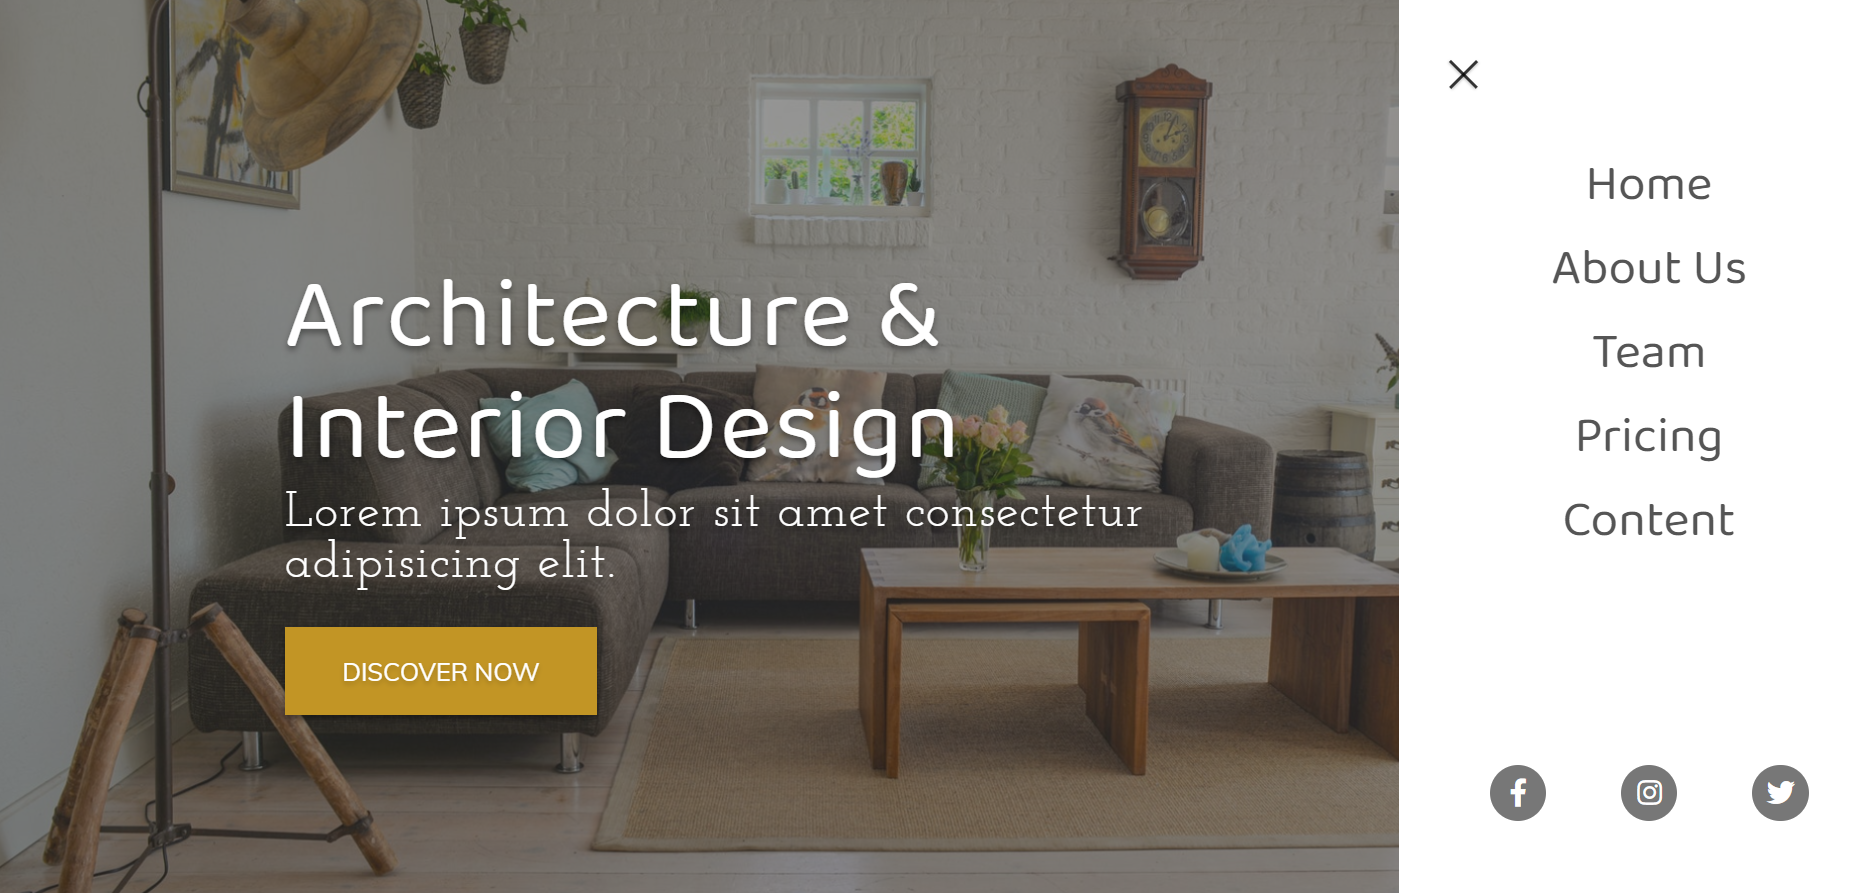 Architecture &
Interior Design
Lorem ipsum dolor sit amet consectetur
adipisicing elit.
DISCOVER NOW
Home
About Us
Team
Pricing
Content